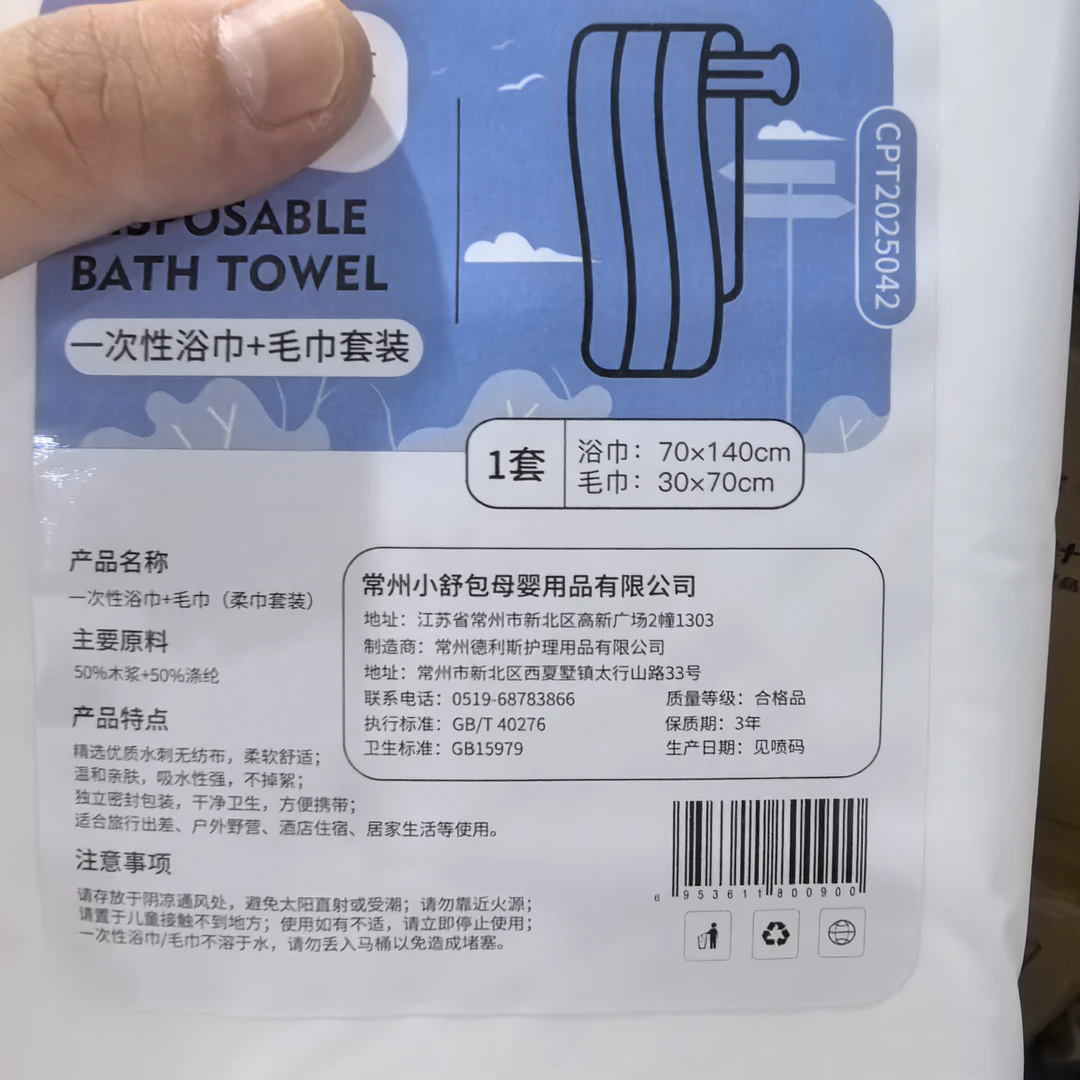 DISPOSABLE
BATH TOWEL
一次性浴巾+毛巾套装
CPT2025042
1套
浴巾：70×140cm
毛巾：30×70cm
产品名称
一次性浴巾+毛巾（柔巾套装）
主要原料
50%木浆+50%涤纶
产品特点
精选优质水刺无纺布，柔软舒适；
温和亲肤，吸水性强，不掉絮；
独立密封包装，干净卫生，方便携带；
适合旅行出差、户外野营、酒店住宿、居家生活等使用。
注意事项
请存放于阴凉通风处，避免太阳直射或受潮；请勿靠近火源；
请置于儿童接触不到地方；使用如有不适，请立即停止使用；
一次性浴巾/毛巾不溶于水，请勿丢入马桶以免造成堵塞。
常州小舒包母婴用品有限公司
地址：江苏省常州市新北区高新广场2幢1303
制造商：常州德利斯护理用品有限公司
地址：常州市新北区西夏墅镇太行山路33号
联系电话：0519-68783866 质量等级：合格品
执行标准：GB/T 40276 保质期：3年
卫生标准：GB15979 生产日期：见喷码
6 953611 800900